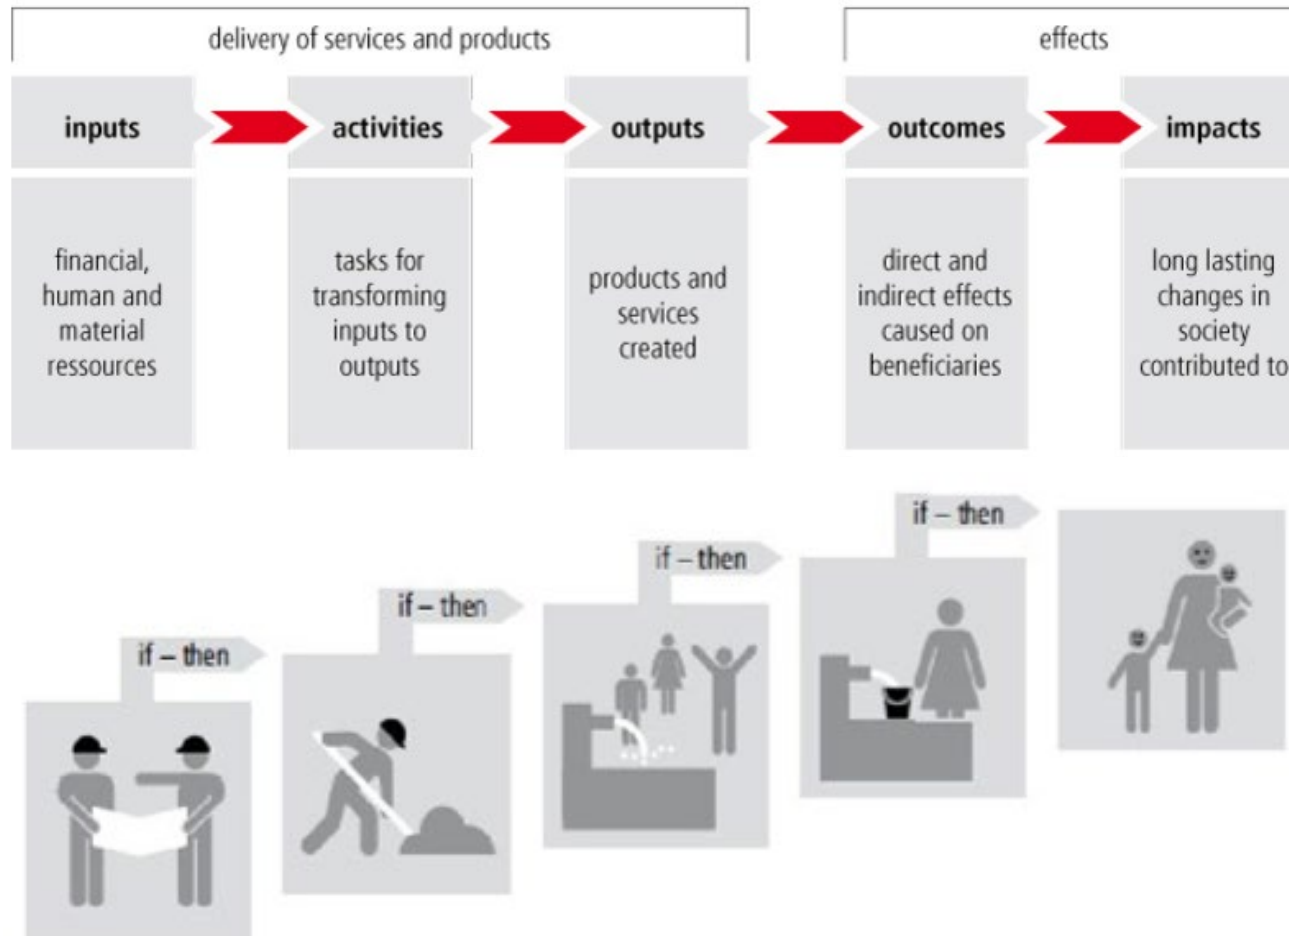 delivery of services and products
effects
inputs
activities
outputs
outcomes
impacts
financial,
human and
material
ressources
tasks for
transforming
inputs to
outputs
products and
services
created
direct and
indirect effects
caused on
beneficiaries
long lasting
changes in
society
contributed to
if – then
if – then
if – then
if – then